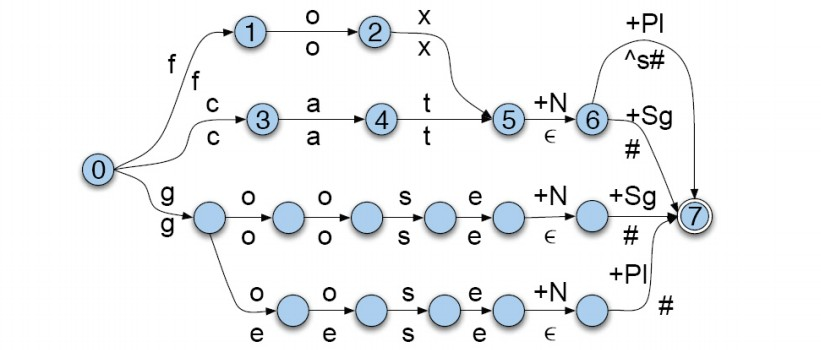 o x +Pl
f 1 o 2 x ^s#
f
c a t +N +Sg
0 c 3 a 4 t 5 ϵ 6 #
g o o s e +N +Sg
g o o s e ϵ # 7
o o s e +N +Pl
e e s e ϵ #